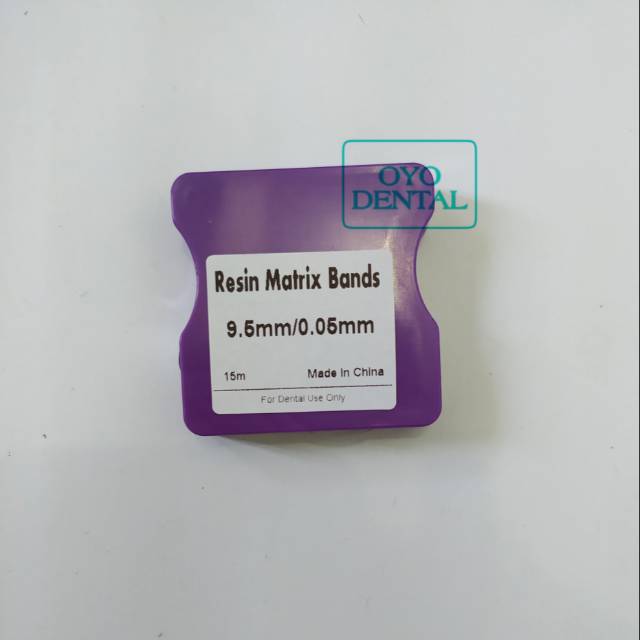 OYO
DENTAL
Resin Matrix Bands
9.5mm/0.05mm
15m Made In China
For Dental Use Only